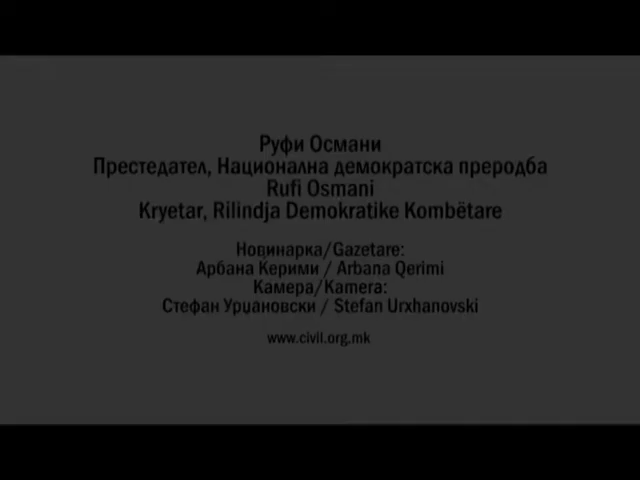 Руфи Османи
Престедател, Национална демократска преродба
Rufi Osmani
Kryetar, Rilindja Demokratike Kombëtare
Новинарка/Gazetare:
Арбана Керими / Arbana Qerimi
Камера/Kamera:
Стефан Урџановски / Stefan Urxhanovski
www.civil.org.mk